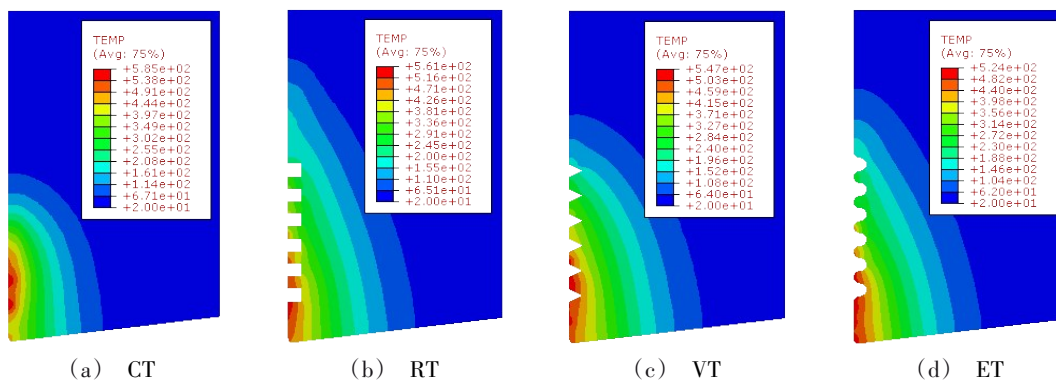 TEMP
(Avg: 75%)
+5.85e+02
+5.38e+02
+4.91e+02
+4.44e+02
+3.97e+02
+3.49e+02
+3.02e+02
+2.55e+02
+2.08e+02
+1.61e+02
+1.14e+02
+6.71e+01
+2.00e+01
TEMP
(Avg: 75%)
+5.61e+02
+5.16e+02
+4.71e+02
+4.26e+02
+3.81e+02
+3.36e+02
+2.91e+02
+2.45e+02
+2.00e+02
+1.55e+02
+1.10e+02
+6.51e+01
+2.00e+01
TEMP
(Avg: 75%)
+5.47e+02
+5.03e+02
+4.59e+02
+4.15e+02
+3.71e+02
+3.27e+02
+2.84e+02
+2.40e+02
+1.96e+02
+1.52e+02
+1.08e+02
+6.40e+01
+2.00e+01
TEMP
(Avg: 75%)
+5.24e+02
+4.82e+02
+4.40e+02
+3.98e+02
+3.56e+02
+3.14e+02
+2.72e+02
+2.30e+02
+1.88e+02
+1.46e+02
+1.04e+02
+6.20e+01
+2.00e+01
(a) CT
(b) RT
(c) VT
(d) ET